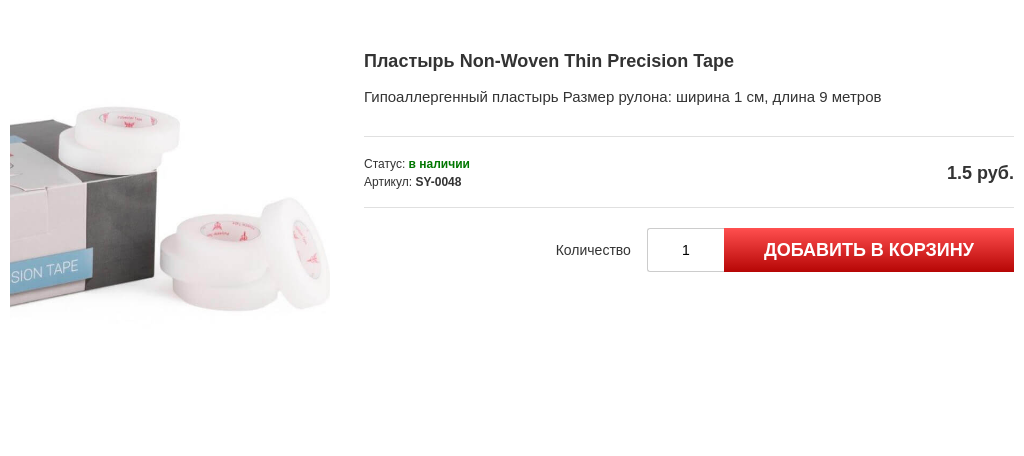 Пластырь Non-Woven Thin Precision Tape
Гипоаллергенный пластырь Размер рулона: ширина 1 см, длина 9 метров
Статус: в наличии
Артикул: SY-0048
1.5 руб.
Количество 1 ДОБАВИТЬ В КОРЗИНУ
SION TAPE